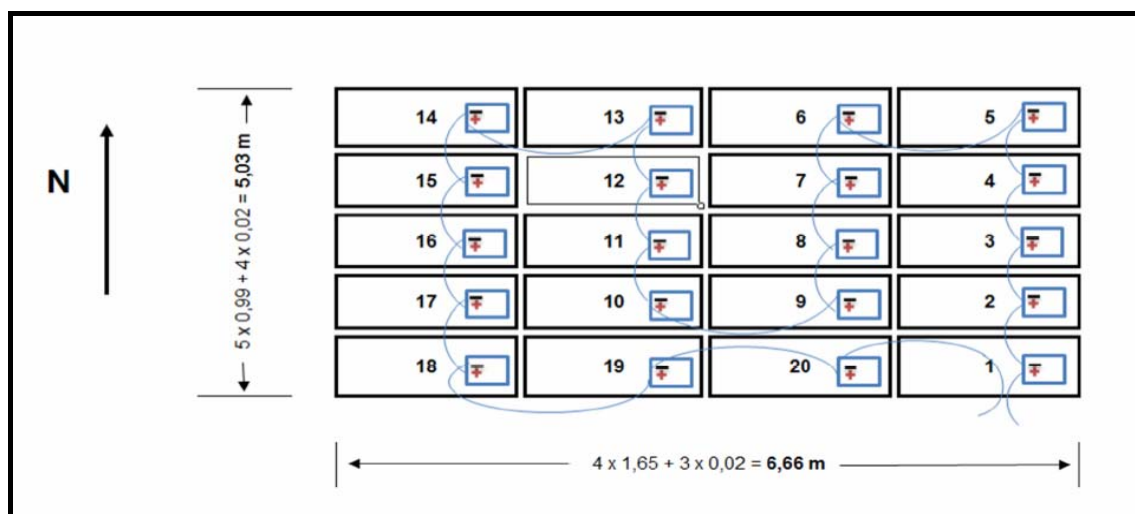 14 13 6 5
N
15 12 7 4
5 x 0,99 + 4 x 0,02 = 5,03 m
16 11 8 3
17 10 9 2
18 19 20 1
4 x 1,65 + 3 x 0,02 = 6,66 m